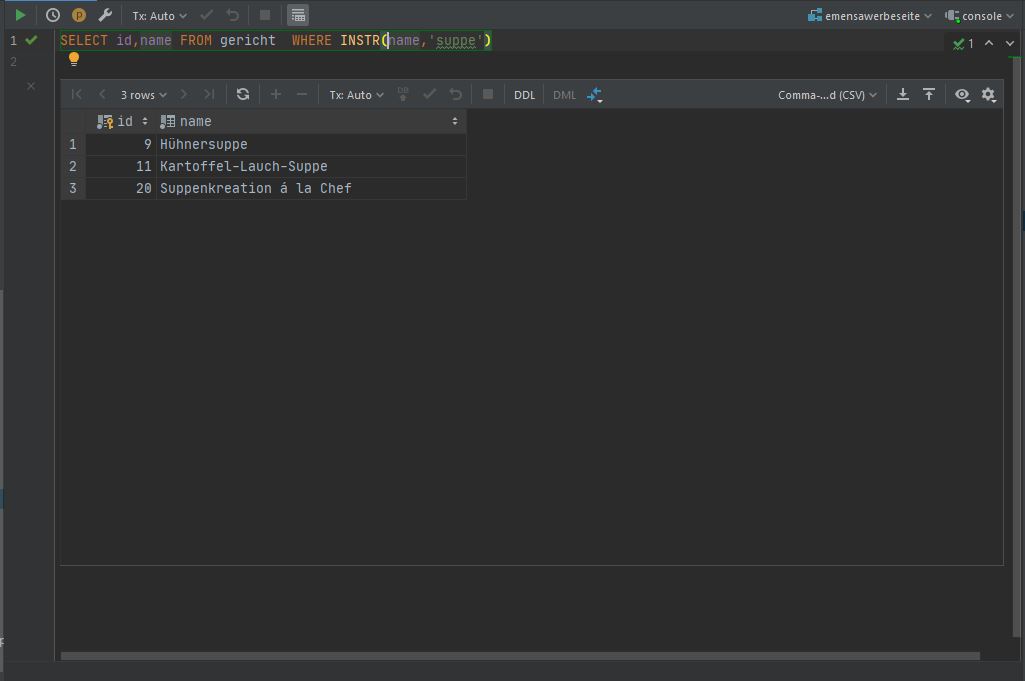 Tx: Auto
emensawerbeseite
console
1 SELECT id,name FROM gericht  WHERE INSTR(name,'suppe')
1
2
3 rows
Tx: Auto
DB
DDL
DML
Comma-...d (CSV)
id name
1 9 Hühnersuppe
2 11 Kartoffel-Lauch-Suppe
3 20 Suppenkreation á la Chef